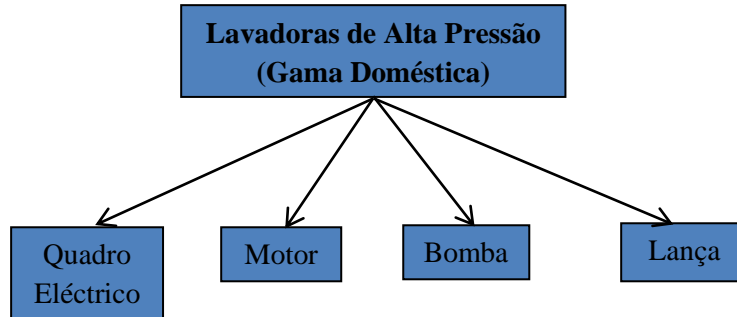 Lavadoras de Alta Pressão
(Gama Doméstica)
Quadro
Eléctrico
Motor
Bomba
Lança